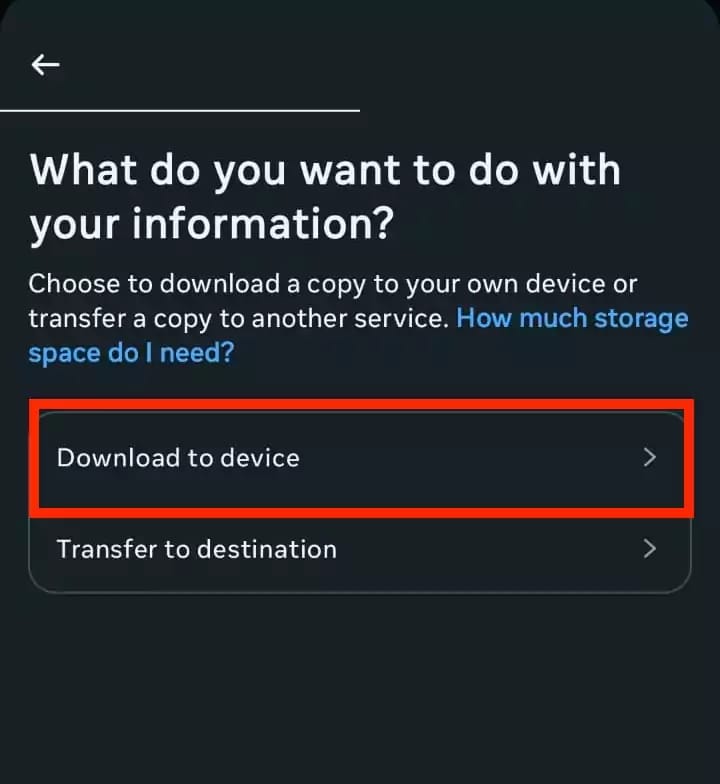 What do you want to do with
your information?
Choose to download a copy to your own device or
transfer a copy to another service. How much storage
space do I need?
Download to device
Transfer to destination